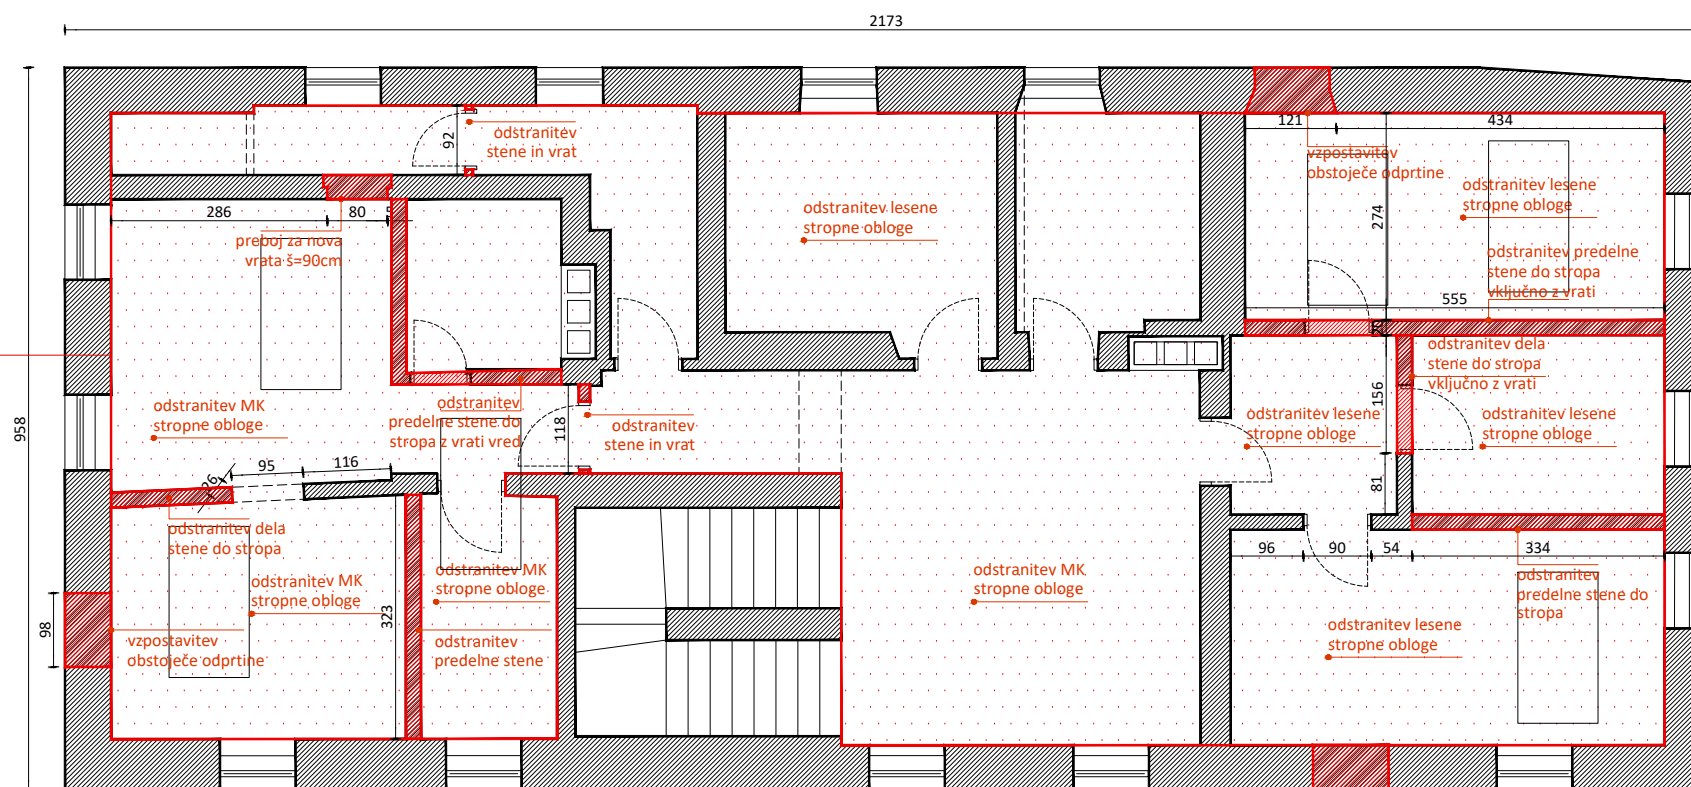 2173
odstranitev
stene in vrat
92
121
434
vzpostavitev
obstoječe odprtine
odstranitev lesene
stropne obloge
274
odstranitev lesene
stropne obloge
286
80
preboj za nova
vrata š=90cm
odstranitev predelne
stene do stropa
vključno z vrati
555
20
odstranitev dela
stene do stropa
vključno z vrati
156
odstranitev MK
stropne obloge
odstranitev
predelne stene do
stropa z vrati vred
118
odstranitev
stene in vrat
odstranitev lesene
stropne obloge
odstranitev lesene
stropne obloge
958
95
116
26
81
odstranitev dela
stene do stropa
96
90
54
334
odstranitev MK
stropne obloge
odstranitev MK
stropne obloge
odstranitev MK
stropne obloge
odstranitev
predelne stene do
stropa
323
98
vzpostavitev
obstoječe odprtine
odstranitev
predelne stene
odstranitev lesene
stropne obloge